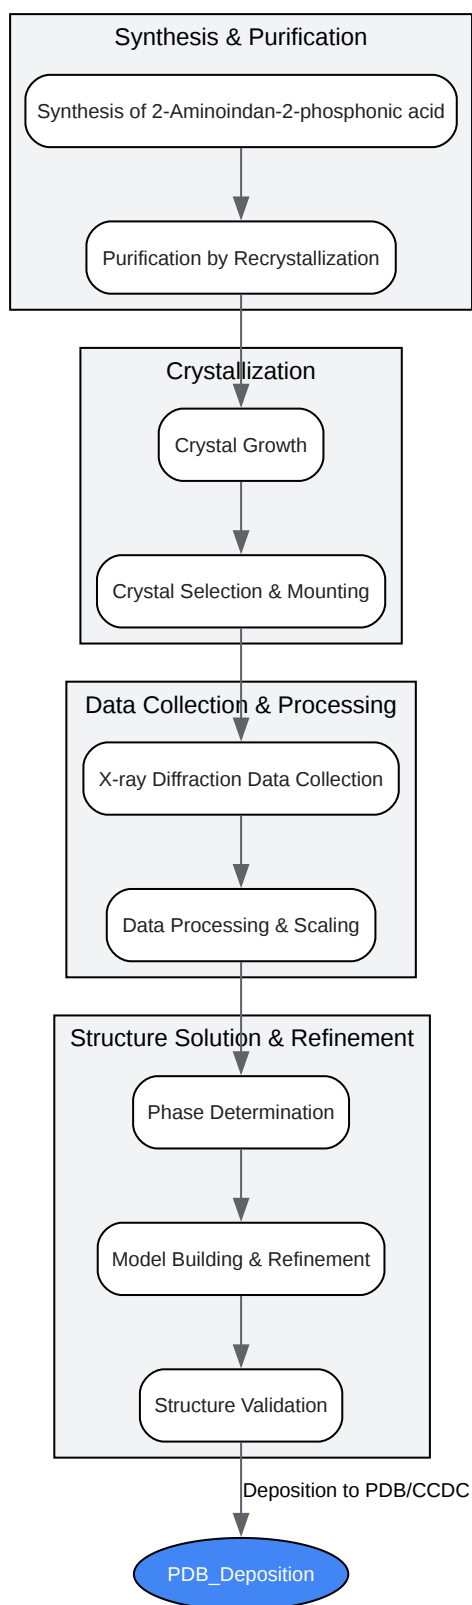 Synthesis & Purification
Synthesis of 2-Aminoindan-2-phosphonic acid
Purification by Recrystallization
Crystallization
Crystal Growth
Crystal Selection & Mounting
Data Collection & Processing
X-ray Diffraction Data Collection
Data Processing & Scaling
Structure Solution & Refinement
Phase Determination
Model Building & Refinement
Structure Validation
Deposition to PDB/CCDC
PDB_Deposition